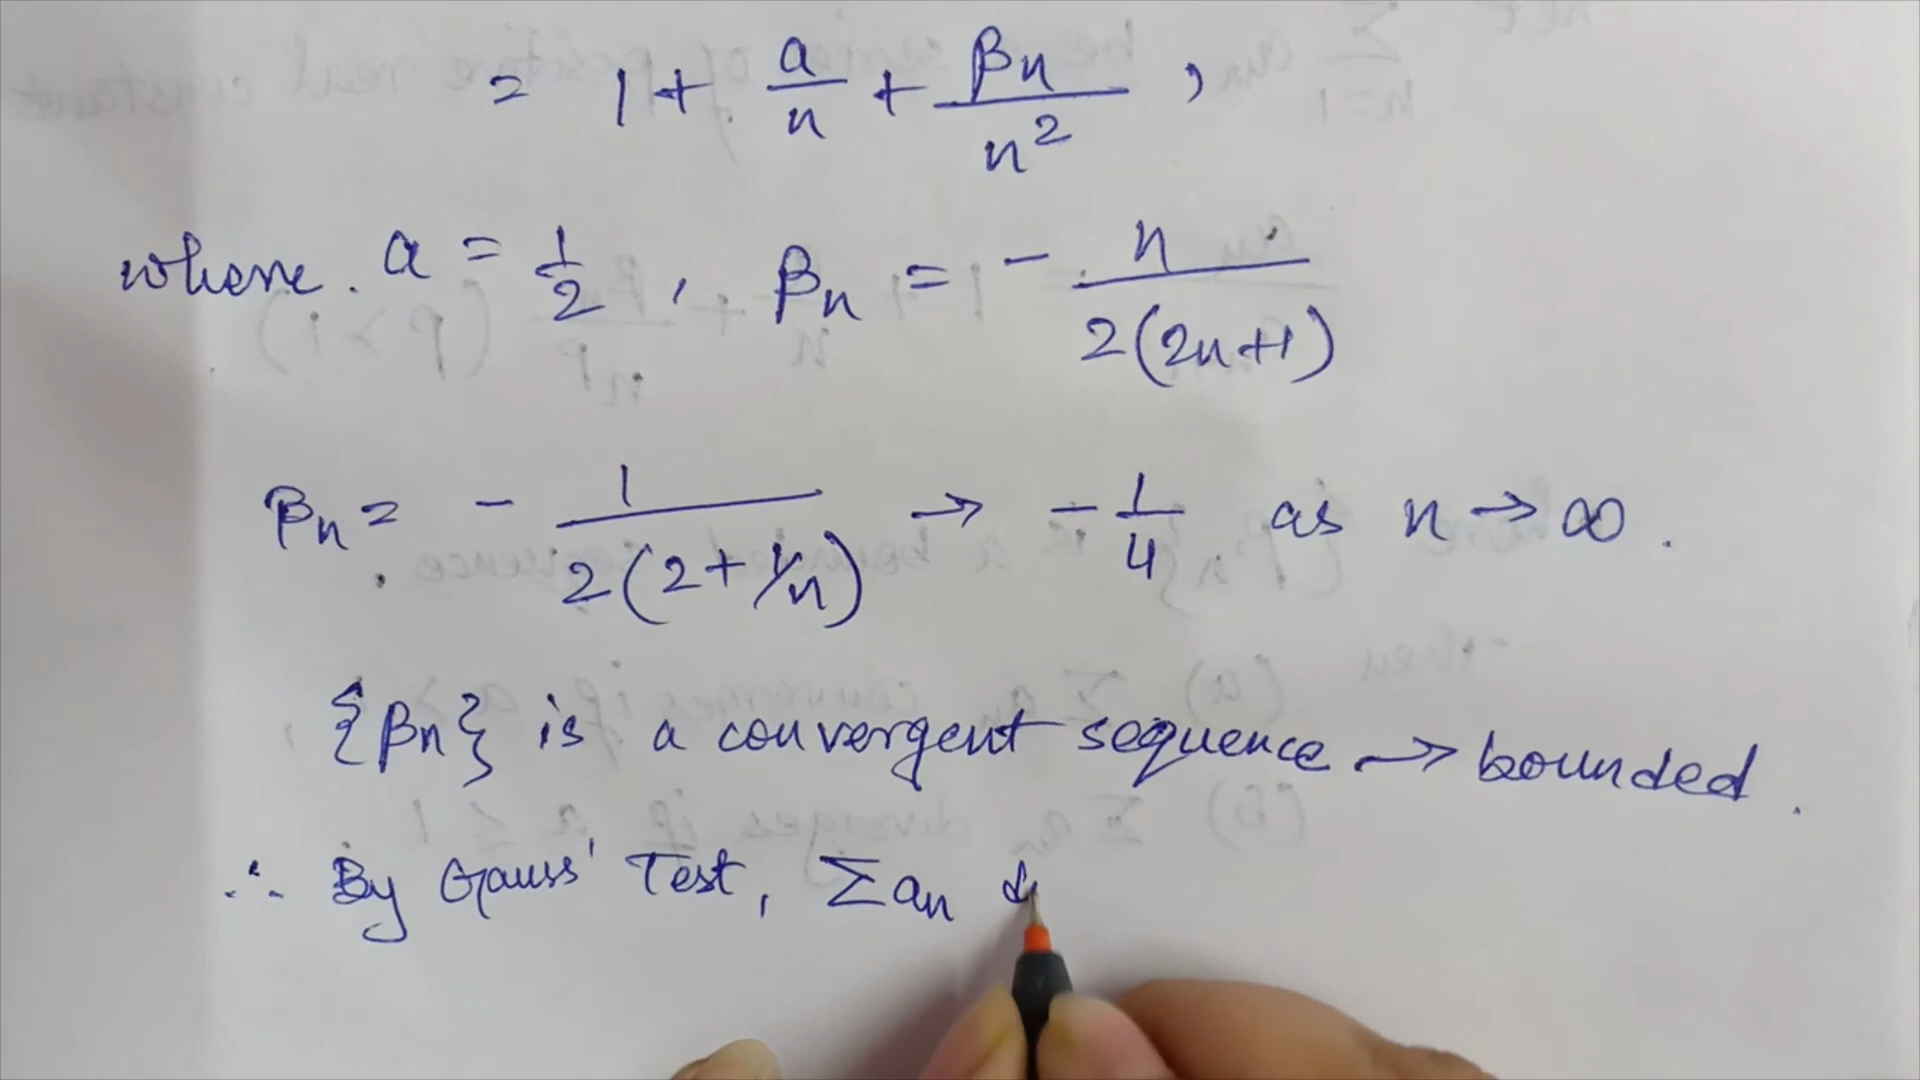 = 1 + a/n + βn/n², 
where. a = 1/2, βn = - n/2(2n+1)
βn = - 1/2(2+1/n) → -1/4 as n → ∞.
{βn} is a convergent sequence → bounded.
∴ By Gauss' Test, Σan d